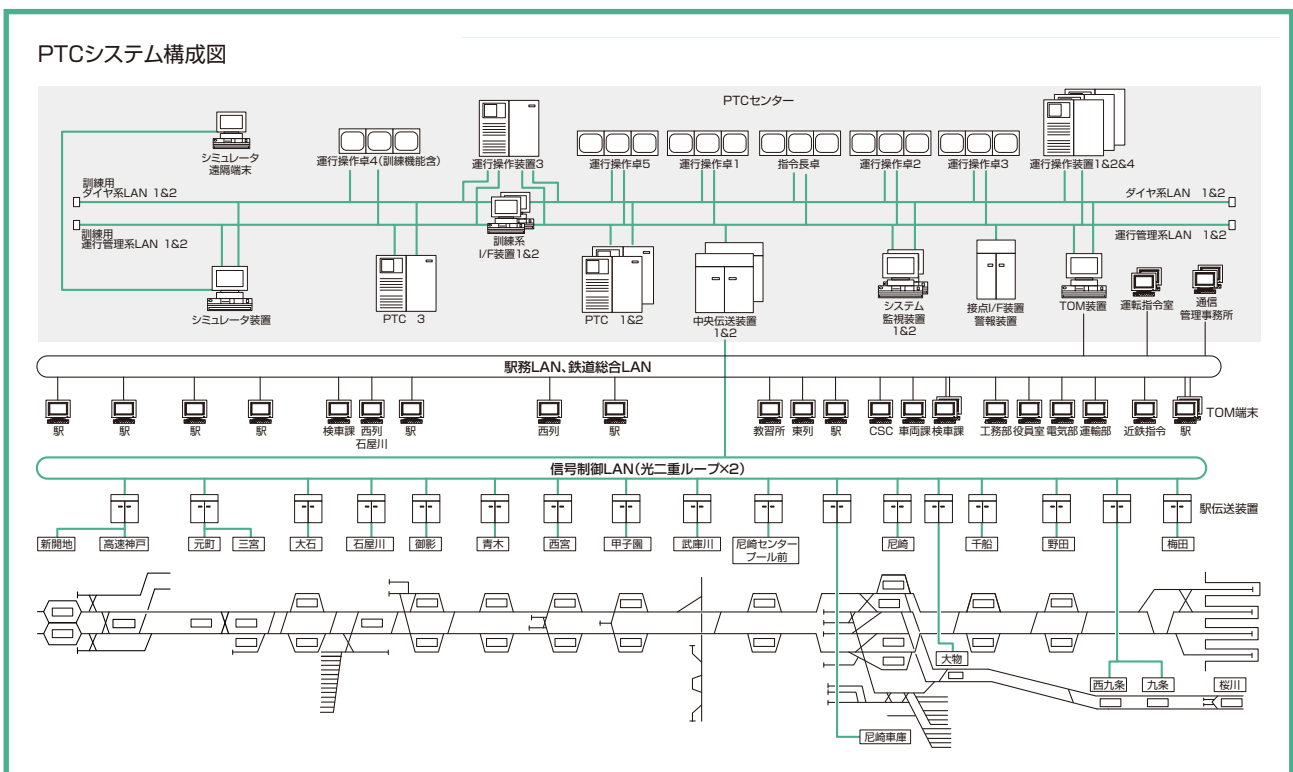 PTCシステム構成図
PTCセンター
シミュレータ
遠隔端末
運行操作卓4(訓練機能含)
運行操作装置3
運行操作卓5
運行操作卓1
指令長卓
運行操作卓2
運行操作卓3
運行操作装置1&2&4
訓練用
ダイヤ系LAN 1&2
ダイヤ系LAN 1&2
訓練用
運行管理系LAN 1&2
運行管理系LAN 1&2
訓練系
I/F装置1&2
シミュレータ装置
PTC 3
PTC 1&2
中央伝送装置
1&2
システム
監視装置
1&2
接点I/F装置
警報装置
TOM装置
運転指令室
通信
管理事務所
駅務LAN、鉄道総合LAN
駅
駅
駅
駅
検車課
西列
石屋川
駅
西列
駅
教習所
東列
駅
CSC
車両課
検車課
工務部
役員室
電気部
運輸部
近鉄指令
駅
TOM端末
信号制御LAN(光二重ループ×2)
駅伝送装置
新開地
高速神戸
元町
三宮
大石
石屋川
御影
青木
西宮
甲子園
武庫川
尼崎センター
プール前
尼崎
千船
野田
梅田
大物
西九条
九条
桜川
尼崎車庫